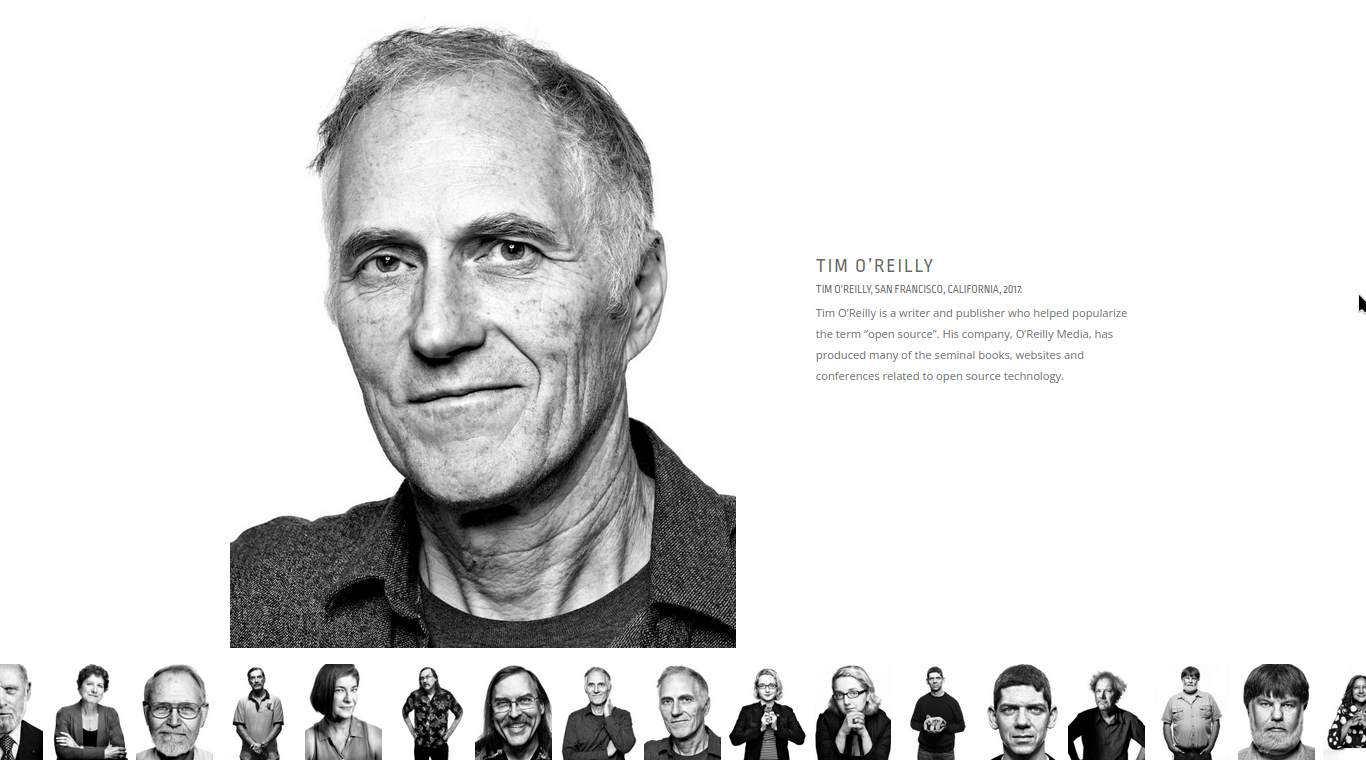 TIM O’REILLY
TIM O’REILLY, SAN FRANCISCO, CALIFORNIA, 2017.
Tim O’Reilly is a writer and publisher who helped popularize
the term “open source”. His company, O’Reilly Media, has
produced many of the seminal books, websites and
conferences related to open source technology.